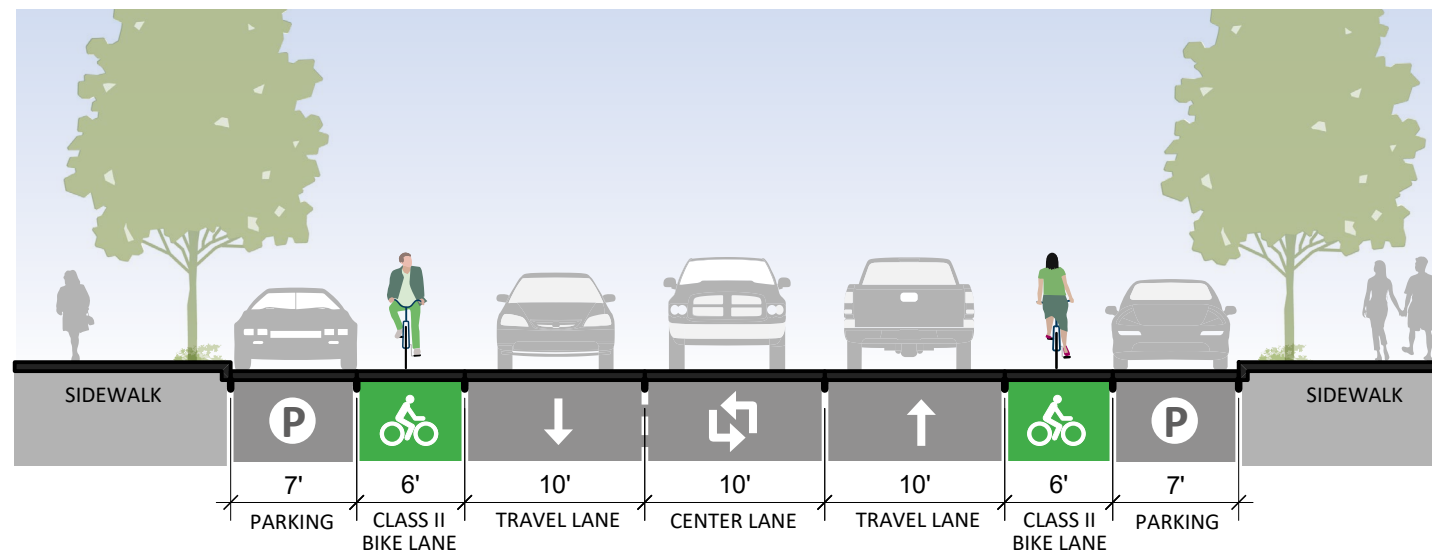 SIDEWALK
SIDEWALK
P
P
7'
6'
10'
10'
10'
6'
7'
PARKING
CLASS II
BIKE LANE
TRAVEL LANE
CENTER LANE
TRAVEL LANE
CLASS II
BIKE LANE
PARKING